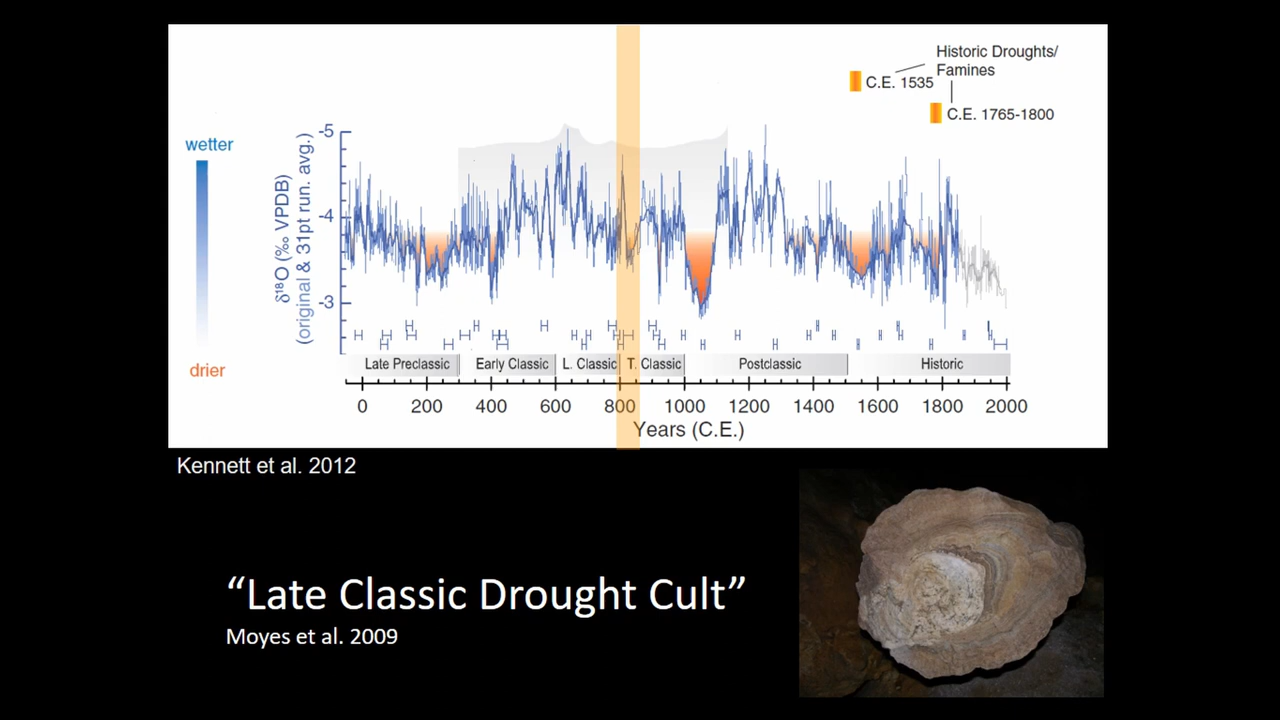 Historic Droughts/
Famines
C.E. 1535
C.E. 1765-1800
wetter
drier
δ¹⁸O (‰ VPDB)
(original & 31pt run. avg.)
-5
-4
-3
Late Preclassic
Early Classic
L. Classic
T. Classic
Postclassic
Historic
0 200 400 600 800 1000 1200 1400 1600 1800 2000
Years (C.E.)
Kennett et al. 2012
“Late Classic Drought Cult”
Moyes et al. 2009